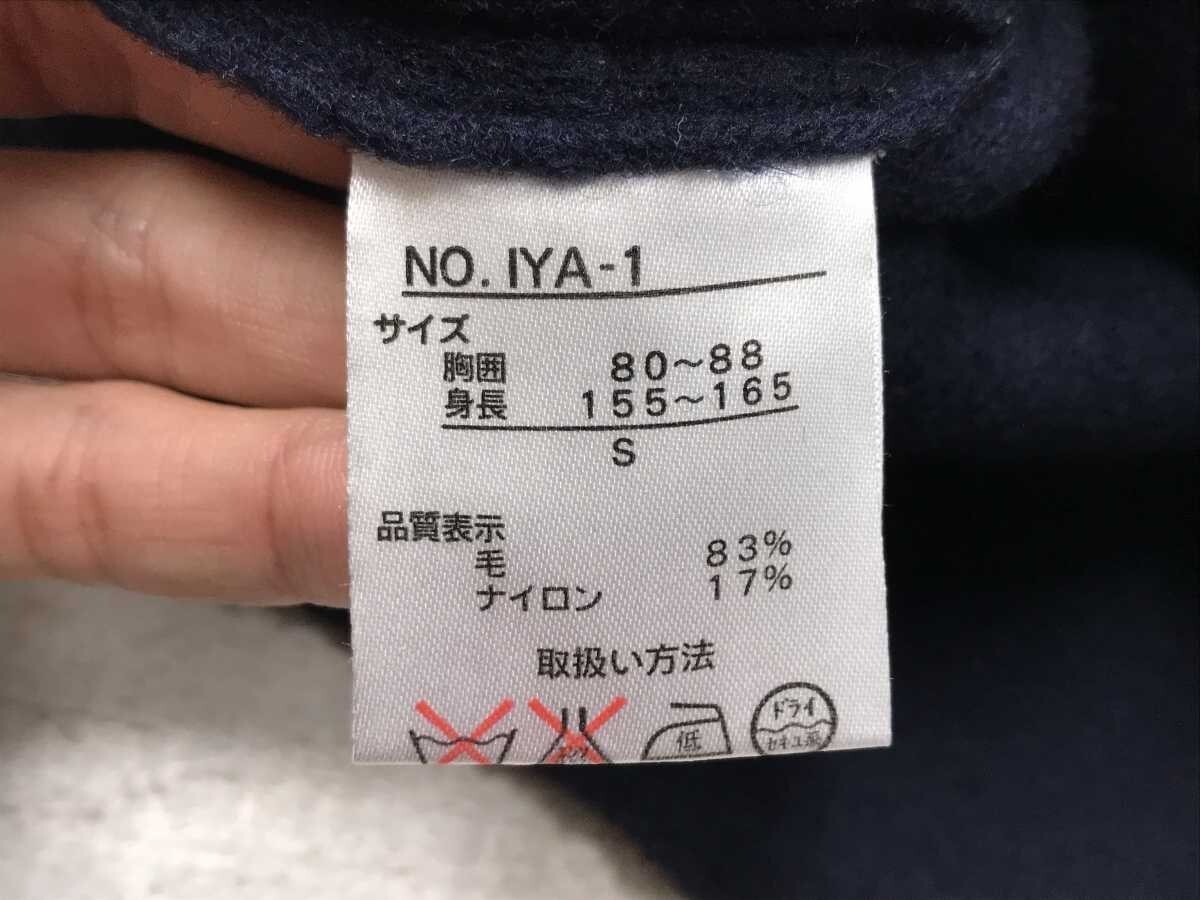 NO. IYA-1
サイズ
胸囲 80～88
身長 155～165
S
品質表示
毛 83%
ナイロン 17%
取扱い方法
低 ドライ
セキユ系